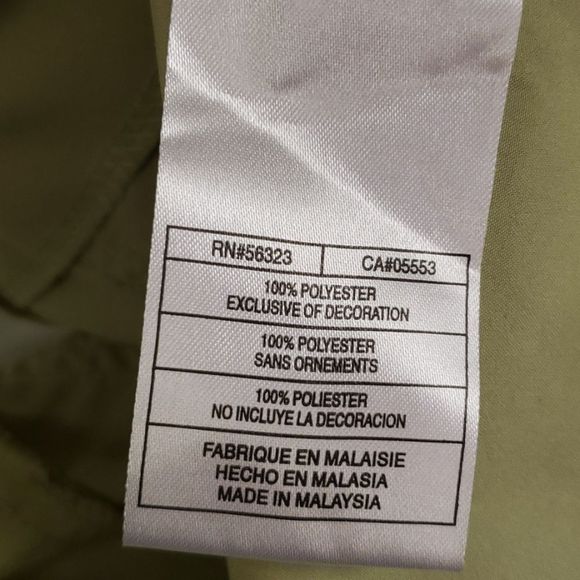 RN#56323 CA#05553
100% POLYESTER
EXCLUSIVE OF DECORATION
100% POLYESTER
SANS ORNEMENTS
100% POLIESTER
NO INCLUYE LA DECORACION
FABRIQUE EN MALAISIE
HECHO EN MALASIA
MADE IN MALAYSIA